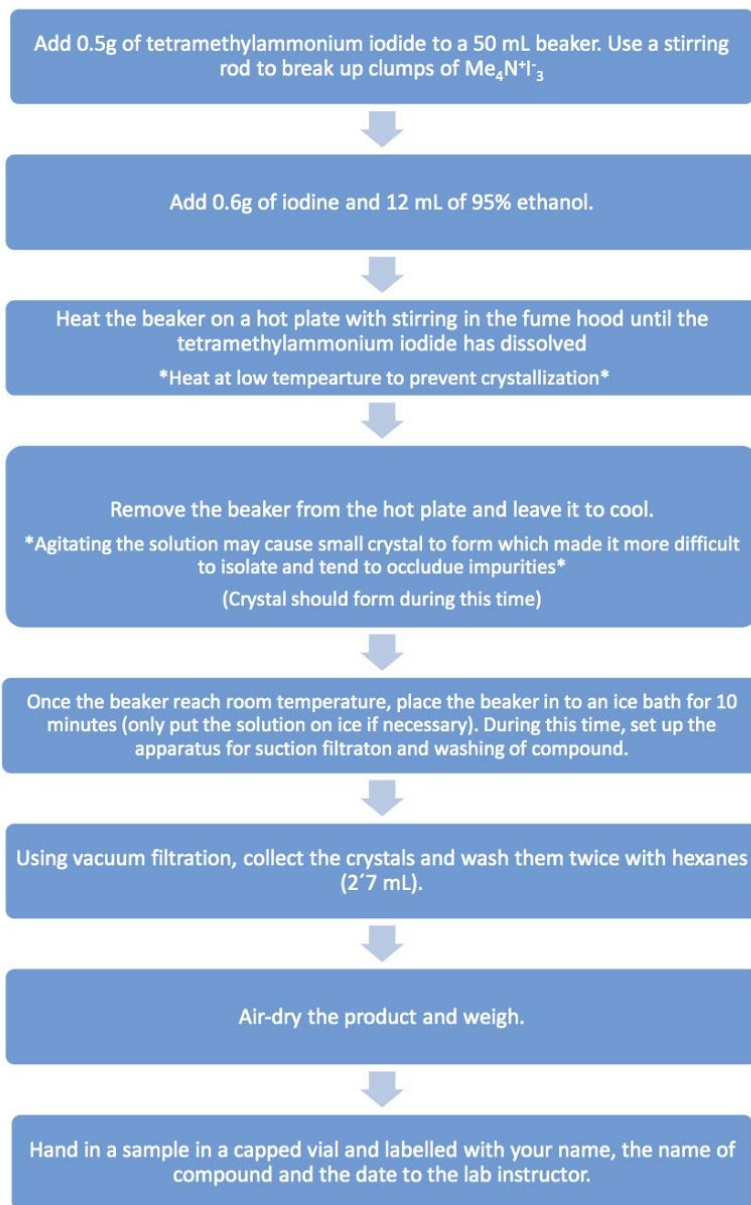 Add 0.5g of tetramethylammonium iodide to a 50 mL beaker. Use a stirring
rod to break up clumps of Me₄N⁺I⁻₃
Add 0.6g of iodine and 12 mL of 95% ethanol.
Heat the beaker on a hot plate with stirring in the fume hood until the
tetramethylammonium iodide has dissolved
*Heat at low tempearture to prevent crystallization*
Remove the beaker from the hot plate and leave it to cool.
*Agitating the solution may cause small crystal to form which made it more difficult
to isolate and tend to occludue impurities*
(Crystal should form during this time)
Once the beaker reach room temperature, place the beaker in to an ice bath for 10
minutes (only put the solution on ice if necessary). During this time, set up the
apparatus for suction filtraton and washing of compound.
Using vacuum filtration, collect the crystals and wash them twice with hexanes
(2´7 mL).
Air-dry the product and weigh.
Hand in a sample in a capped vial and labelled with your name, the name of
compound and the date to the lab instructor.